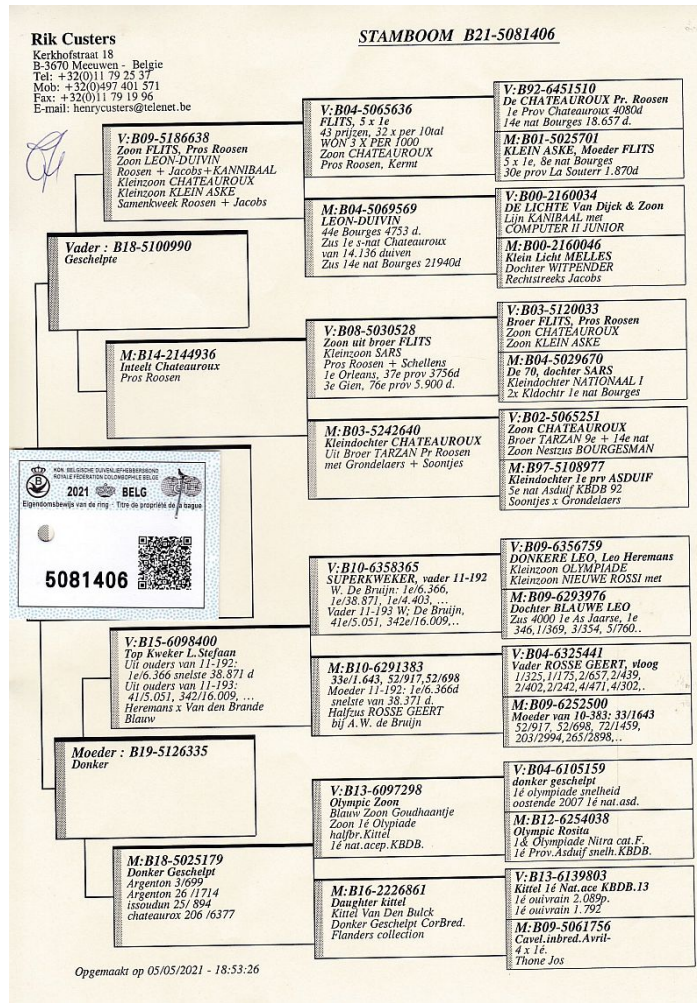 Rik Custers
Kerkhofstraat 18
B-3670 Meeuwen - Belgie
Tel: +32(0)11 79 25 37
Mob: +32(0)497 401 571
Fax: +32(0)11 79 19 96
E-mail: henrycusters@telenet.be
STAMBOOM B21-5081406
Vader : B18-5100990
Geschelpte
V:B09-5186638
Zoon FLITS, Pros Roosen
Zoon LEON-DUIVIN
Roosen + Jacobs+KANNIBAAL
Kleinzoon CHATEAUROUX
Kleinzoon KLEIN ASKE
Samenkweek Roosen + Jacobs
M:B14-2144936
Inteelt Chateauroux
Pros Roosen
V:B04-5065636
FLITS, 5 x 1e
43 prijzen, 32 x per 10tal
WON 3 X PER 1000
Zoon CHATEAUROUX
Pros Roosen, Kermt
M:B04-5069569
LEON-DUIVIN
44e Bourges 4753 d.
Zus 1e s-nat Chateauroux
van 14.136 duiven
Zus 14e nat Bourges 21940d
V:B08-5030528
Zoon uit broer FLITS
Kleinzoon SARS
Pros Roosen + Schellens
1e Orleans, 37e prov 3756d
3e Gien, 76e prov 5.900 d.
M:B03-5242640
Kleindochter CHATEAUROUX
Uit Broer TARZAN Pr Roosen
met Grondelaers + Soontjes
V:B92-6451510
De CHATEAUROUX Pr. Roosen
1e Prov Chateauroux 4080d
14e nat Bourges 18.657 d.
M:B01-5025701
KLEIN ASKE, Moeder FLITS
5 x 1e, 8e nat Bourges
30e prov La Souterr 1.870d
V:B00-2160034
DE LICHTE Van Dijck & Zoon
Lijn KANIBAAL met
COMPUTER II JUNIOR
M:B00-2160046
Klein Licht MELLES
Dochter WITPENDER
Rechtstreeks Jacobs
V:B03-5120033
Broer FLITS, Pros Roosen
Zoon CHATEAUROUX
Zoon KLEIN ASKE
M:B04-5029670
De 70, dochter SARS
Kleindochter NATIONAAL I
2x Kldochtr 1e nat Bourges
V:B02-5065251
Zoon CHATEAUROUX
Broer TARZAN 9e + 14e nat
Zoon Nestzus BOURGESMAN
M:B97-5108977
Kleindochter 1e prv ASDUIF
5e nat Asduif KBDB 92
Soontjes x Grondelaers
KON. BELGISCHE DUIVENLIEFHEBBERSBOND
ROYALE FÉDÉRATION COLOMBOPHILE BELGE
B
2021 BELG
Eigendomsbewijs van de ring - Titre de propriété de la bague
5081406
Moeder : B19-5126335
Donker
V:B15-6098400
Top Kweker L.Stefaan
Uit ouders van 11-192:
1e/6.366 snelste 38.871 d
Uit ouders van 11-193:
41/5.051, 342/16.009, ...
Heremans x Van den Brande
Blauw
M:B18-5025179
Donker Geschelpt
Argenton 3/699
Argenton 26 /1714
issoudun 25/ 894
chateaurox 206 /6377
V:B10-6358365
SUPERKWEKER, vader 11-192
W. De Bruijn: 1e/6.366,
1e/38.871, 1e/4.403, ...
Vader 11-193 W; De Bruijn,
41e/5.051, 342e/16.009,..
M:B10-6291383
33e/1.643, 52/917,52/698
Moeder 11-192: 1e/6.366d
snelste van 38.371 d.
Halfzus ROSSE GEERT
bij A.W. de Bruijn
V:B13-6097298
Olympic Zoon
Blauw Zoon Goudhaantje
Zoon 1é Olypiade
halfbr.Kittel
1é nat.acep.KBDB.
M:B16-2226861
Daughter kittel
Kittel Van Den Bulck
Donker Geschelpt CorBred.
Flanders collection
V:B09-6356759
DONKERE LEO, Leo Heremans
Kleinzoon OLYMPIADE
Kleinzoon NIEUWE ROSSI met
M:B09-6293976
Dochter BLAUWE LEO
Zus 4000 1e As Jaarse, 1e
346,1/369, 3/354, 5/760..
V:B04-6325441
Vader ROSSE GEERT, vloog
1/325,1/175,2/657,2/439,
2/402,2/242,4/471,4/302,.
M:B09-6252500
Moeder van 10-383: 33/1643
52/917, 52/698, 72/1459,
203/2994,265/2898,..
V:B04-6105159
donker geschelpt
1é olympiade snelheid
oostende 2007 1é nat.asd.
M:B12-6254038
Olympic Rosita
1& Olympiade Nitra cat.F.
1é Prov.Asduif snelh.KBDB.
V:B13-6139803
Kittel 1é Nat.ace KBDB.13
1é ouivrain 2.089p.
1é ouivrain 1.792
M:B09-5061756
Cavel.inbred.Avril-
4 x 1é.
Thone Jos
Opgemaakt op 05/05/2021 - 18:53:26